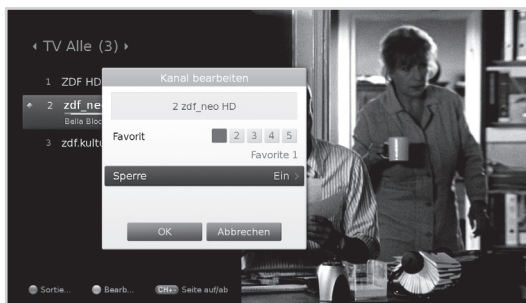 TV Alle (3)
1 ZDF HD
Kanal bearbeiten
2 zdf_ne
2 zdf_neo HD
Bella Bloc
3 zdf.kultu
Favorit 2 3 4 5
Favorite 1
Sperre Ein
OK Abbrechen
Sortie... Bearb... CH+- Seite auf/ab